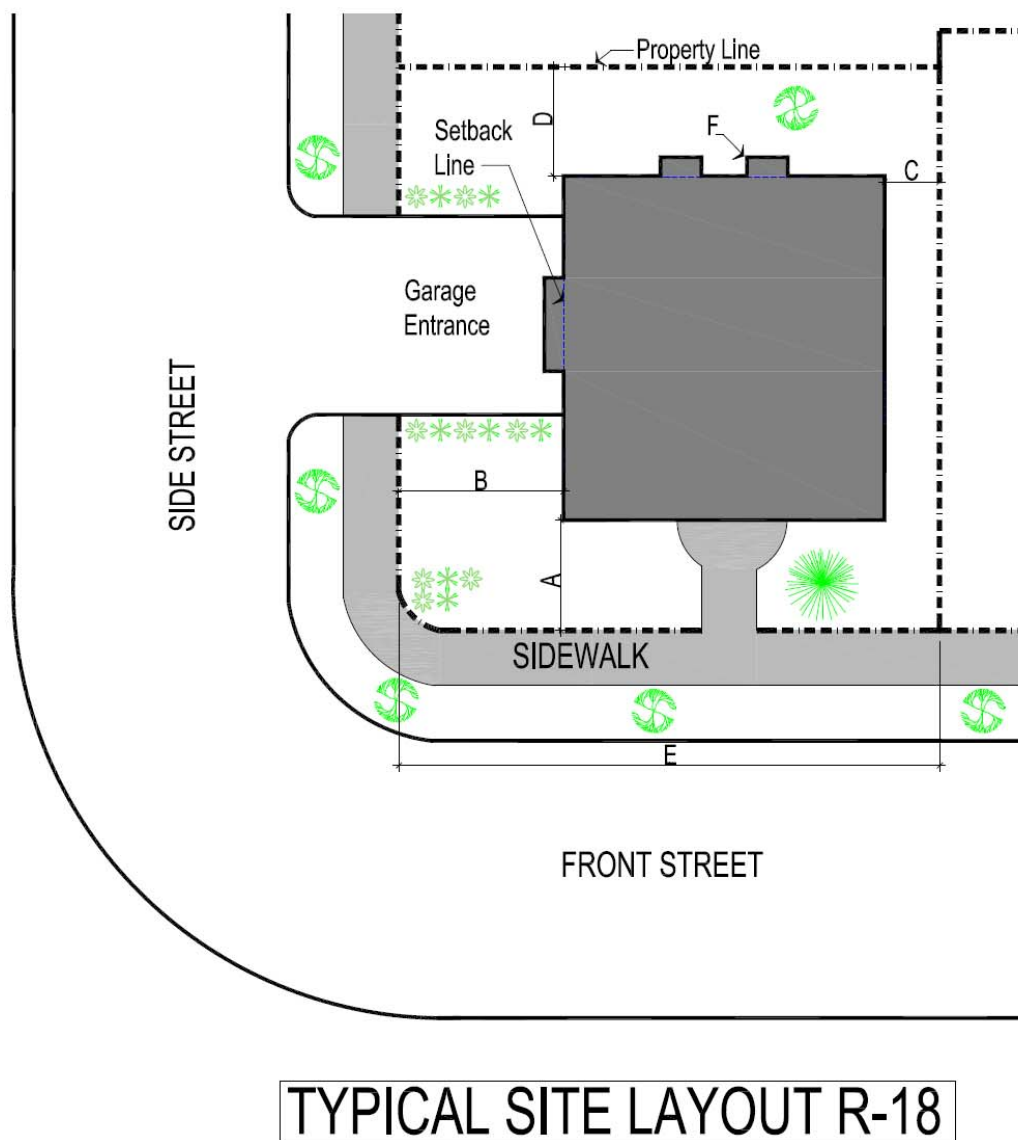 Property Line
D
F
Setback
Line
C
Garage
Entrance
SIDE STREET
B
A
SIDEWALK
E
FRONT STREET
TYPICAL SITE LAYOUT R-18